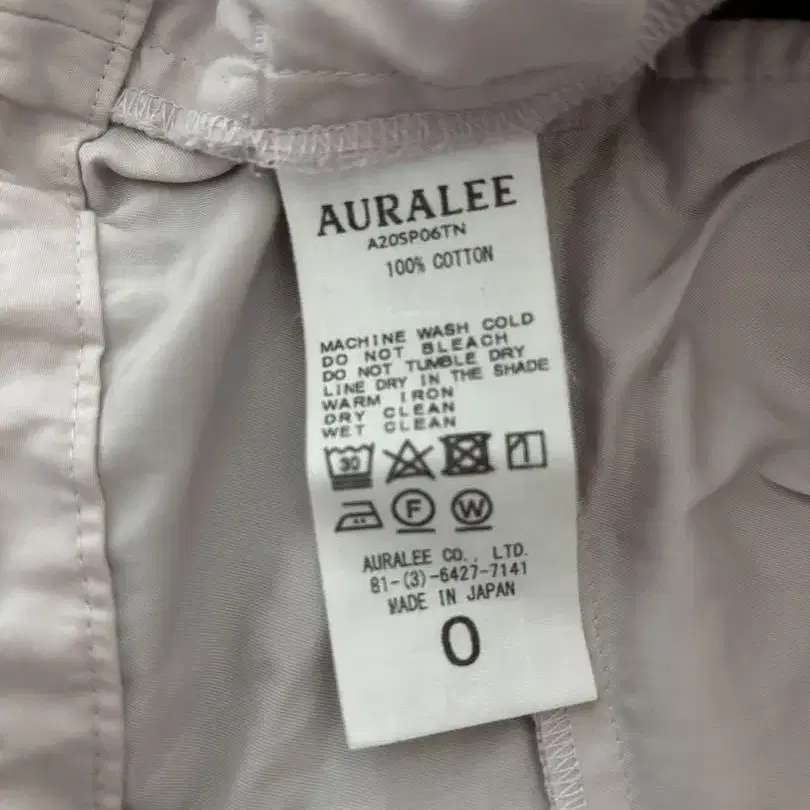 AURALEE
A20SP06TN
100% COTTON
MACHINE WASH COLD
DO NOT BLEACH
DO NOT TUMBLE DRY
LINE DRY IN THE SHADE
WARM IRON
DRY CLEAN
WET CLEAN
30
F W
AURALEE CO., LTD.
81-(3)-6427-7141
MADE IN JAPAN
0